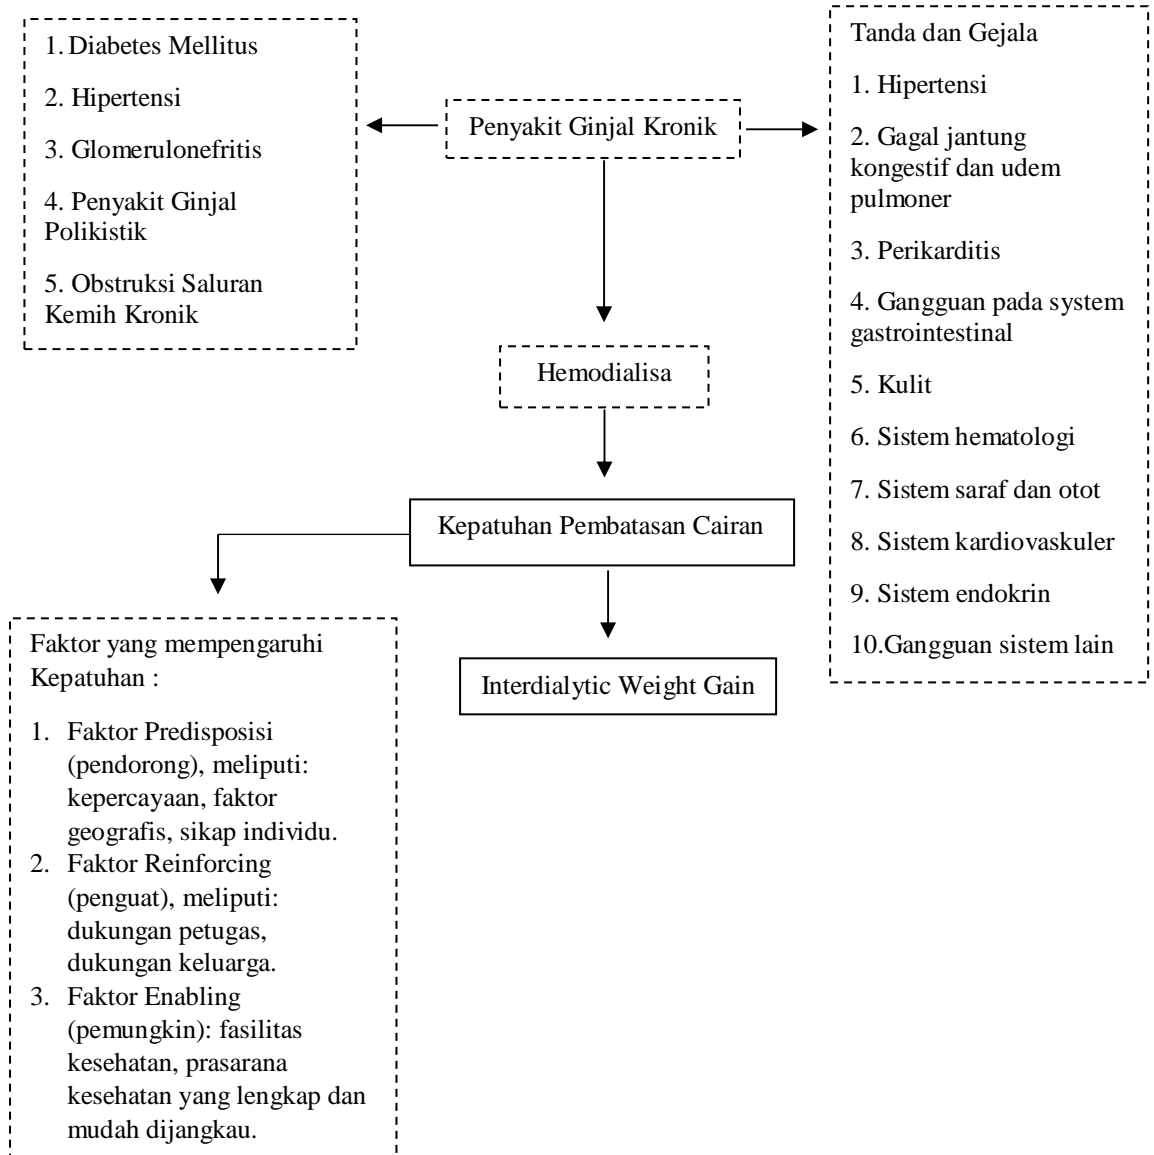 1. Diabetes Mellitus
2. Hipertensi
3. Glomerulonefritis
4. Penyakit Ginjal
Polikistik
5. Obstruksi Saluran
Kemih Kronik
Penyakit Ginjal Kronik
Tanda dan Gejala
1. Hipertensi
2. Gagal jantung
kongestif dan udem
pulmoner
3. Perikarditis
4. Gangguan pada system
gastrointestinal
5. Kulit
6. Sistem hematologi
7. Sistem saraf dan otot
8. Sistem kardiovaskuler
9. Sistem endokrin
10.Gangguan sistem lain
Hemodialisa
Kepatuhan Pembatasan Cairan
Interdialytic Weight Gain
Faktor yang mempengaruhi
Kepatuhan :
1. Faktor Predisposisi
(pendorong), meliputi:
kepercayaan, faktor
geografis, sikap individu.
2. Faktor Reinforcing
(penguat), meliputi:
dukungan petugas,
dukungan keluarga.
3. Faktor Enabling
(pemungkin): fasilitas
kesehatan, prasarana
kesehatan yang lengkap dan
mudah dijangkau.